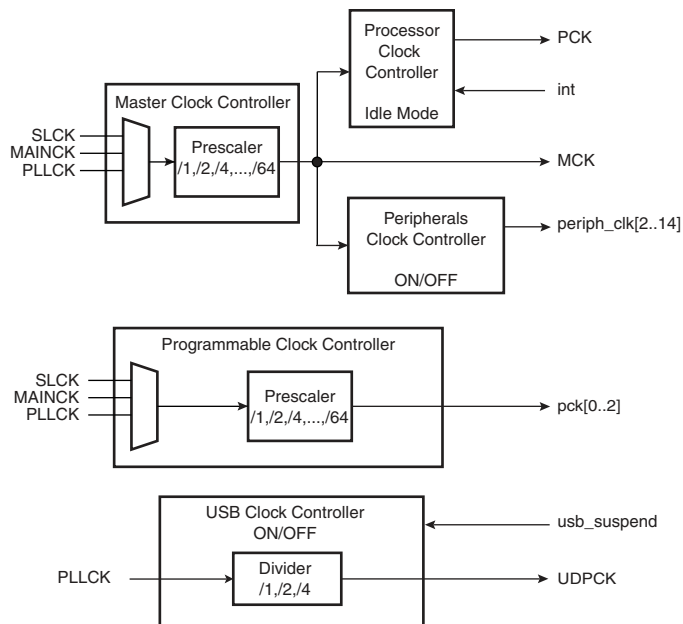 Processor
Clock
Controller
Idle Mode
PCK
int
Master Clock Controller
SLCK
MAINCK
PLLCK
Prescaler
/1,/2,/4,...,/64
MCK
Peripherals
Clock Controller
ON/OFF
periph_clk[2..14]
Programmable Clock Controller
SLCK
MAINCK
PLLCK
Prescaler
/1,/2,/4,...,/64
pck[0..2]
USB Clock Controller
ON/OFF
usb_suspend
PLLCK
Divider
/1,/2,/4
UDPCK